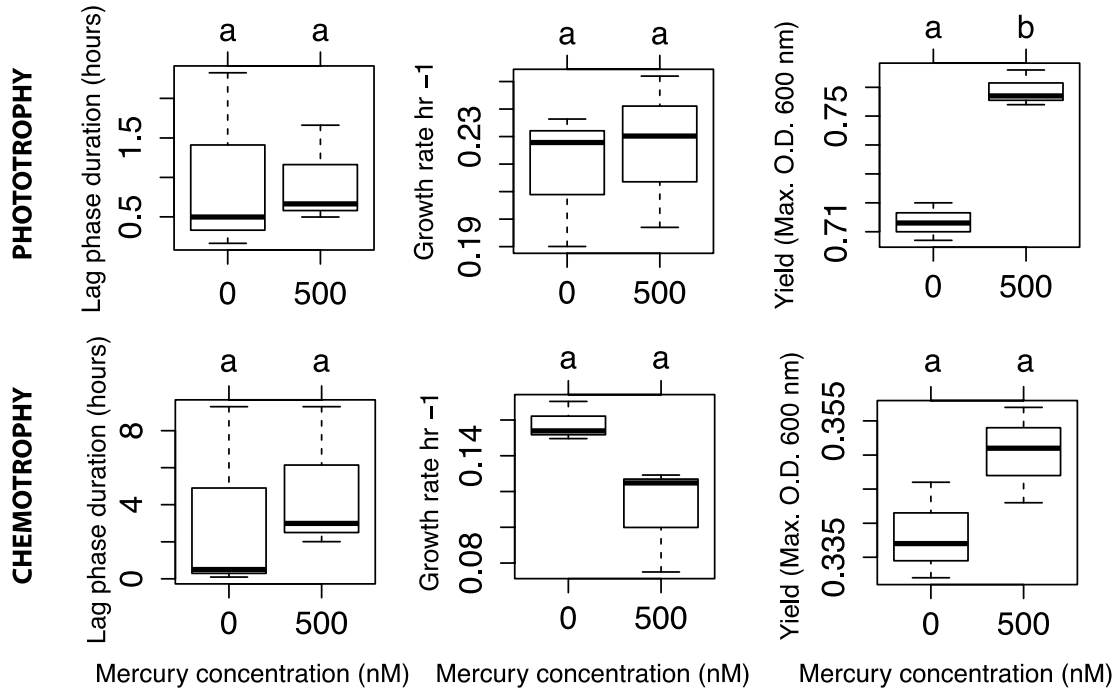 PHOTOTROPHY
Lag phase duration (hours)
a a
1.5
0.5
0 500
Growth rate hr −1
a a
0.23
0.19
0 500
Yield (Max. O.D. 600 nm)
a b
0.75
0.71
0 500
CHEMOTROPHY
Lag phase duration (hours)
a a
8
4
0
0 500
Mercury concentration (nM)
Growth rate hr −1
a a
0.14
0.08
0 500
Mercury concentration (nM)
Yield (Max. O.D. 600 nm)
a a
0.355
0.335
0 500
Mercury concentration (nM)